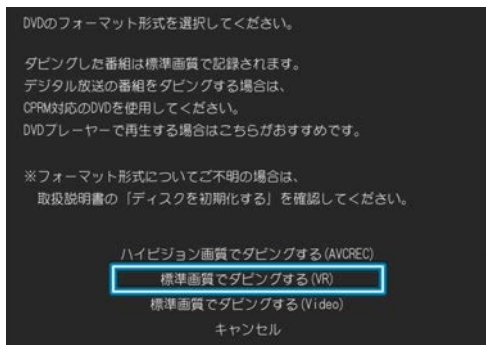 DVDのフォーマット形式を選択してください。
ダビングした番組は標準画質で記録されます。
デジタル放送の番組をダビングする場合は、
CPRM対応のDVDを使用してください。
DVDプレーヤーで再生する場合はこちらがおすすめです。
※フォーマット形式についてご不明の場合は、
取扱説明書の「ディスクを初期化する」を確認してください。
ハイビジョン画質でダビングする(AVCREC)
標準画質でダビングする(VR)
標準画質でダビングする(Video)
キャンセル